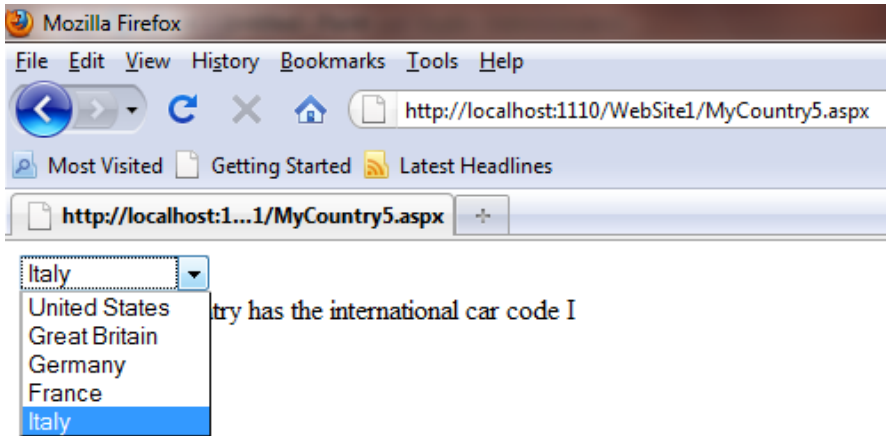 Mozilla Firefox
File Edit View History Bookmarks Tools Help
http://localhost:1110/WebSite1/MyCountry5.aspx
Most Visited Getting Started Latest Headlines
http://localhost:1...1/MyCountry5.aspx
Italy
United States
try has the international car code I
Great Britain
Germany
France
Italy